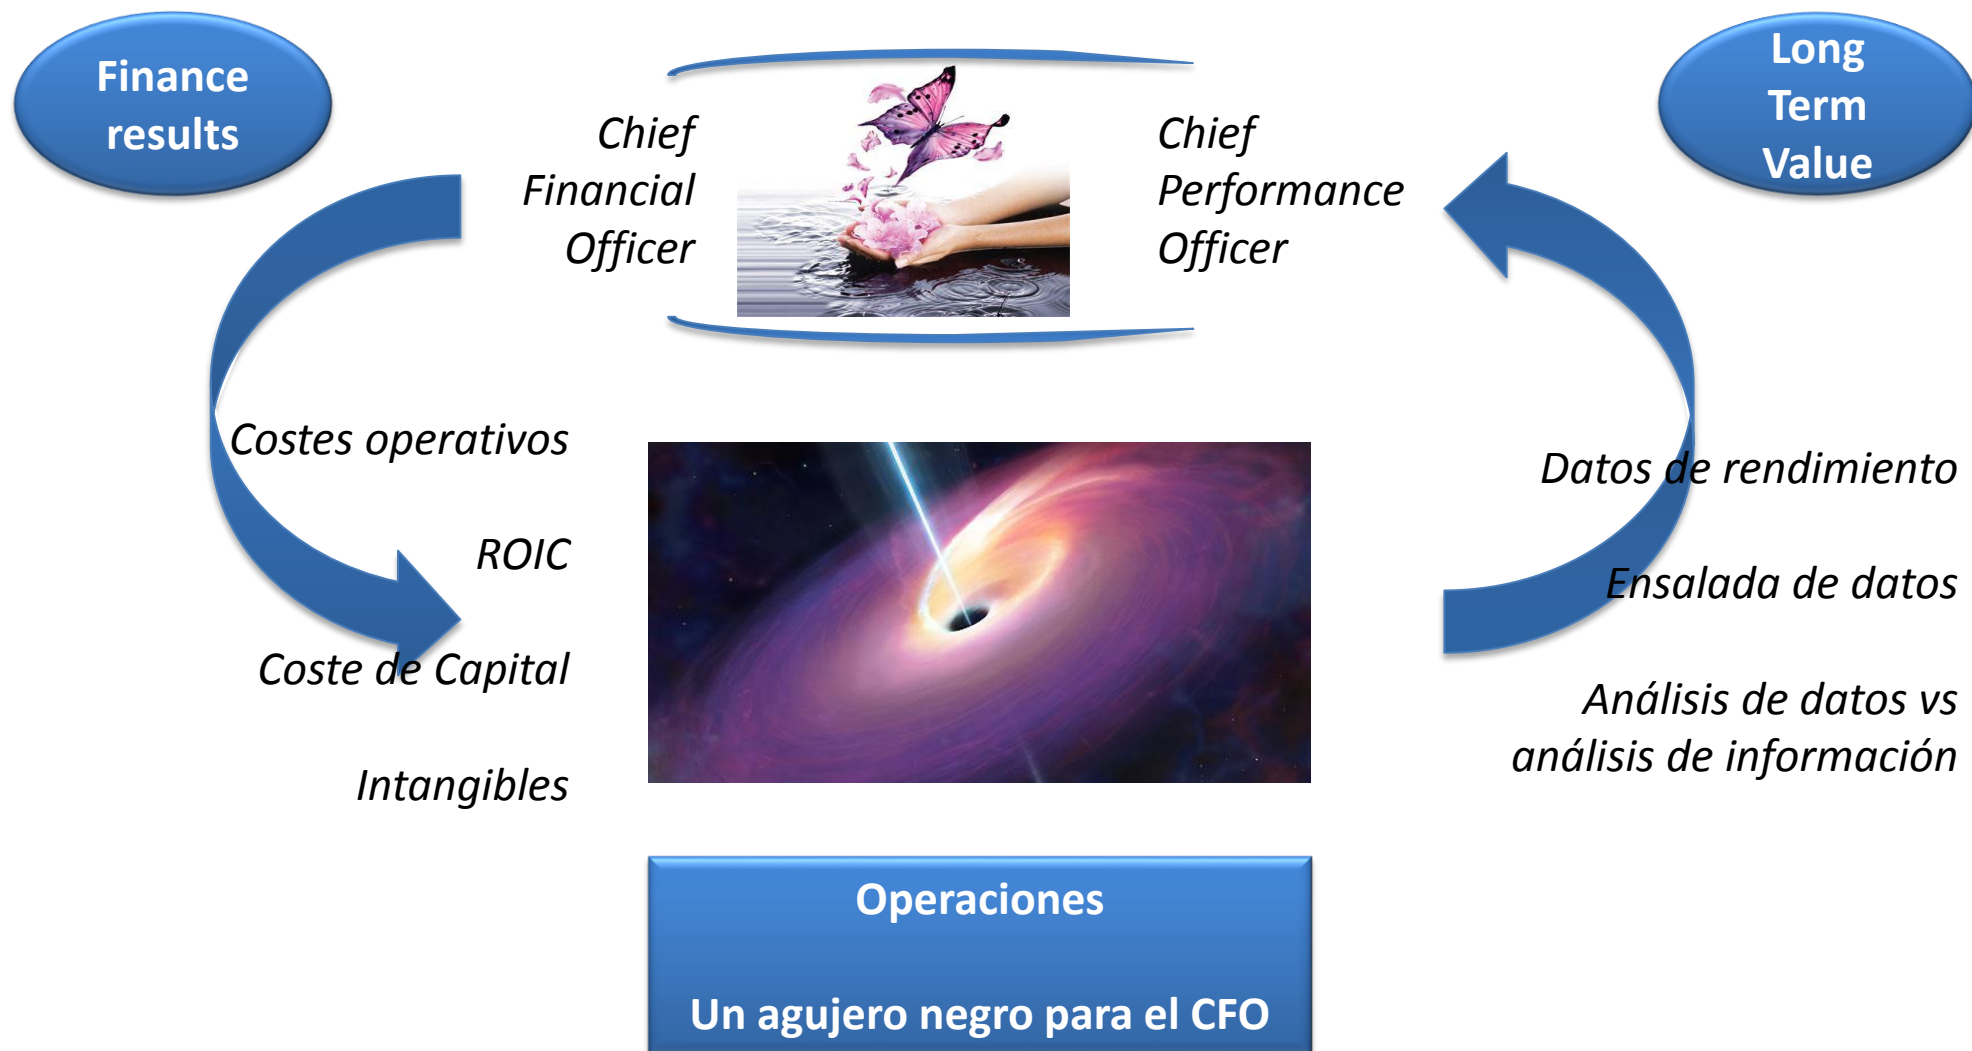 Finance
results
Chief
Financial
Officer
Chief
Performance
Officer
Long
Term
Value
Costes operativos
ROIC
Coste de Capital
Intangibles
Datos de rendimiento
Ensalada de datos
Análisis de datos vs
análisis de información
Operaciones
Un agujero negro para el CFO